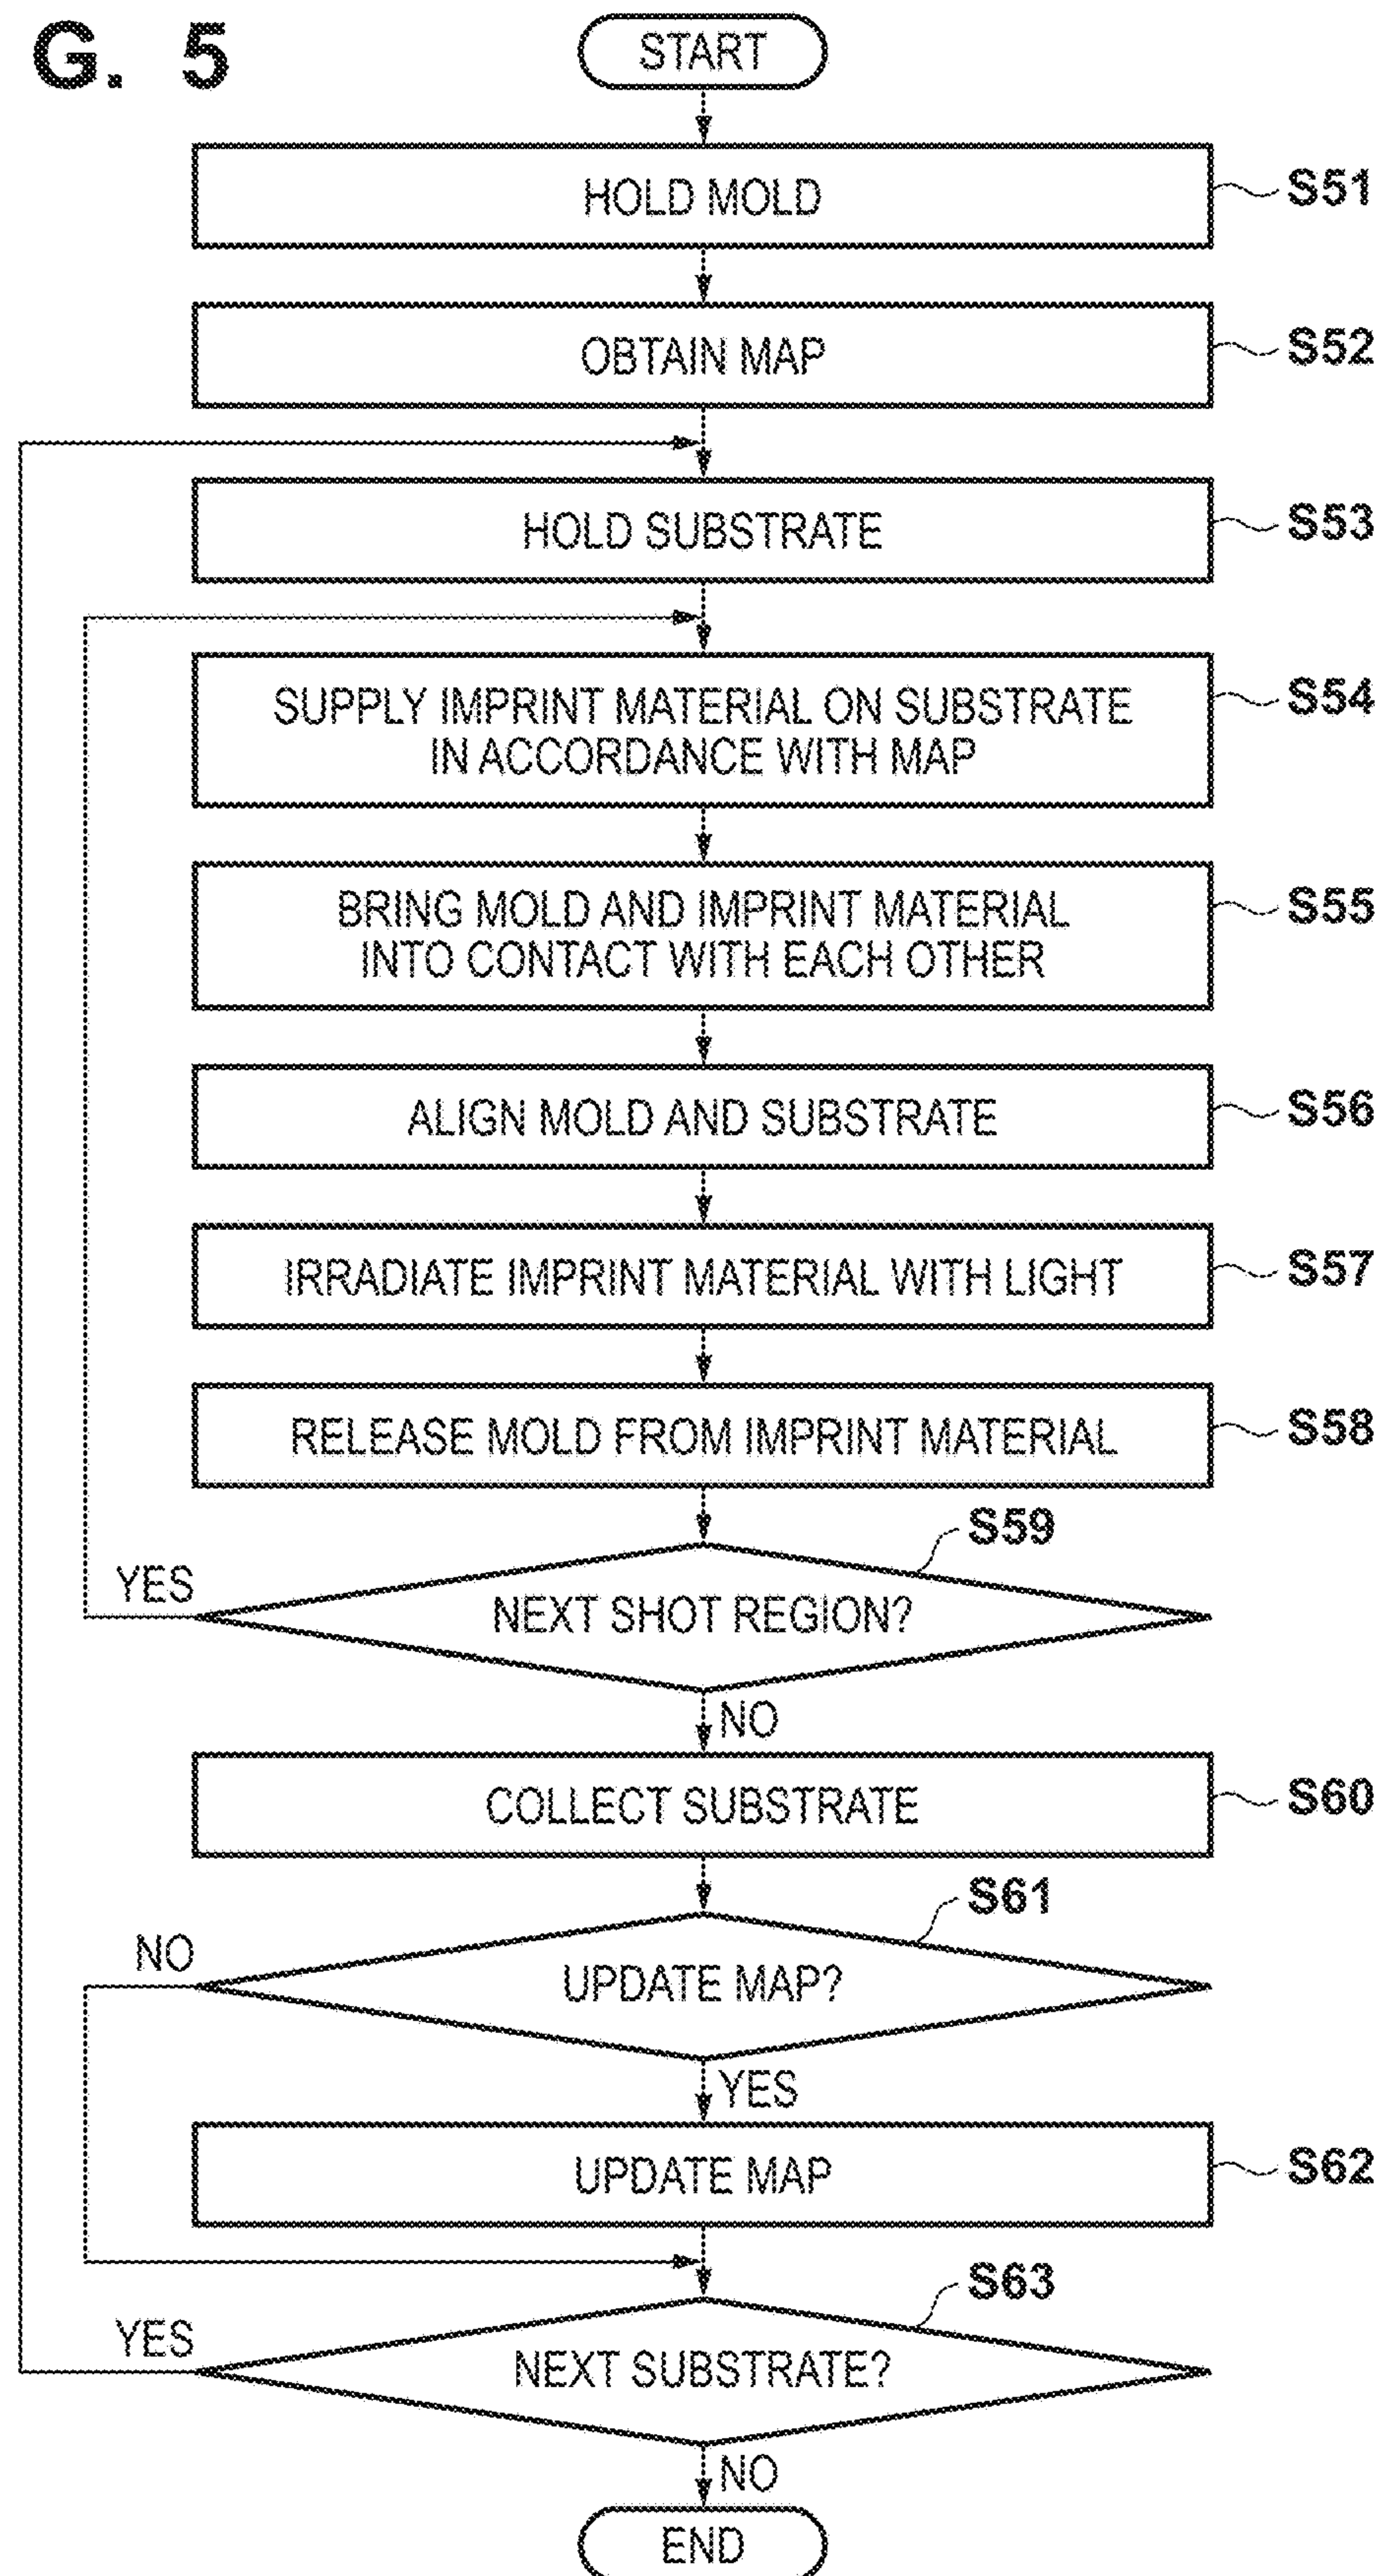 G. 5
START
HOLD MOLD
S51
OBTAIN MAP
S52
HOLD SUBSTRATE
S53
SUPPLY IMPRINT MATERIAL ON SUBSTRATE
IN ACCORDANCE WITH MAP
S54
BRING MOLD AND IMPRINT MATERIAL
INTO CONTACT WITH EACH OTHER
S55
ALIGN MOLD AND SUBSTRATE
S56
IRRADIATE IMPRINT MATERIAL WITH LIGHT
S57
RELEASE MOLD FROM IMPRINT MATERIAL
S58
S59
YES
NEXT SHOT REGION?
NO
COLLECT SUBSTRATE
S60
S61
NO
UPDATE MAP?
YES
UPDATE MAP
S62
S63
YES
NEXT SUBSTRATE?
NO
END